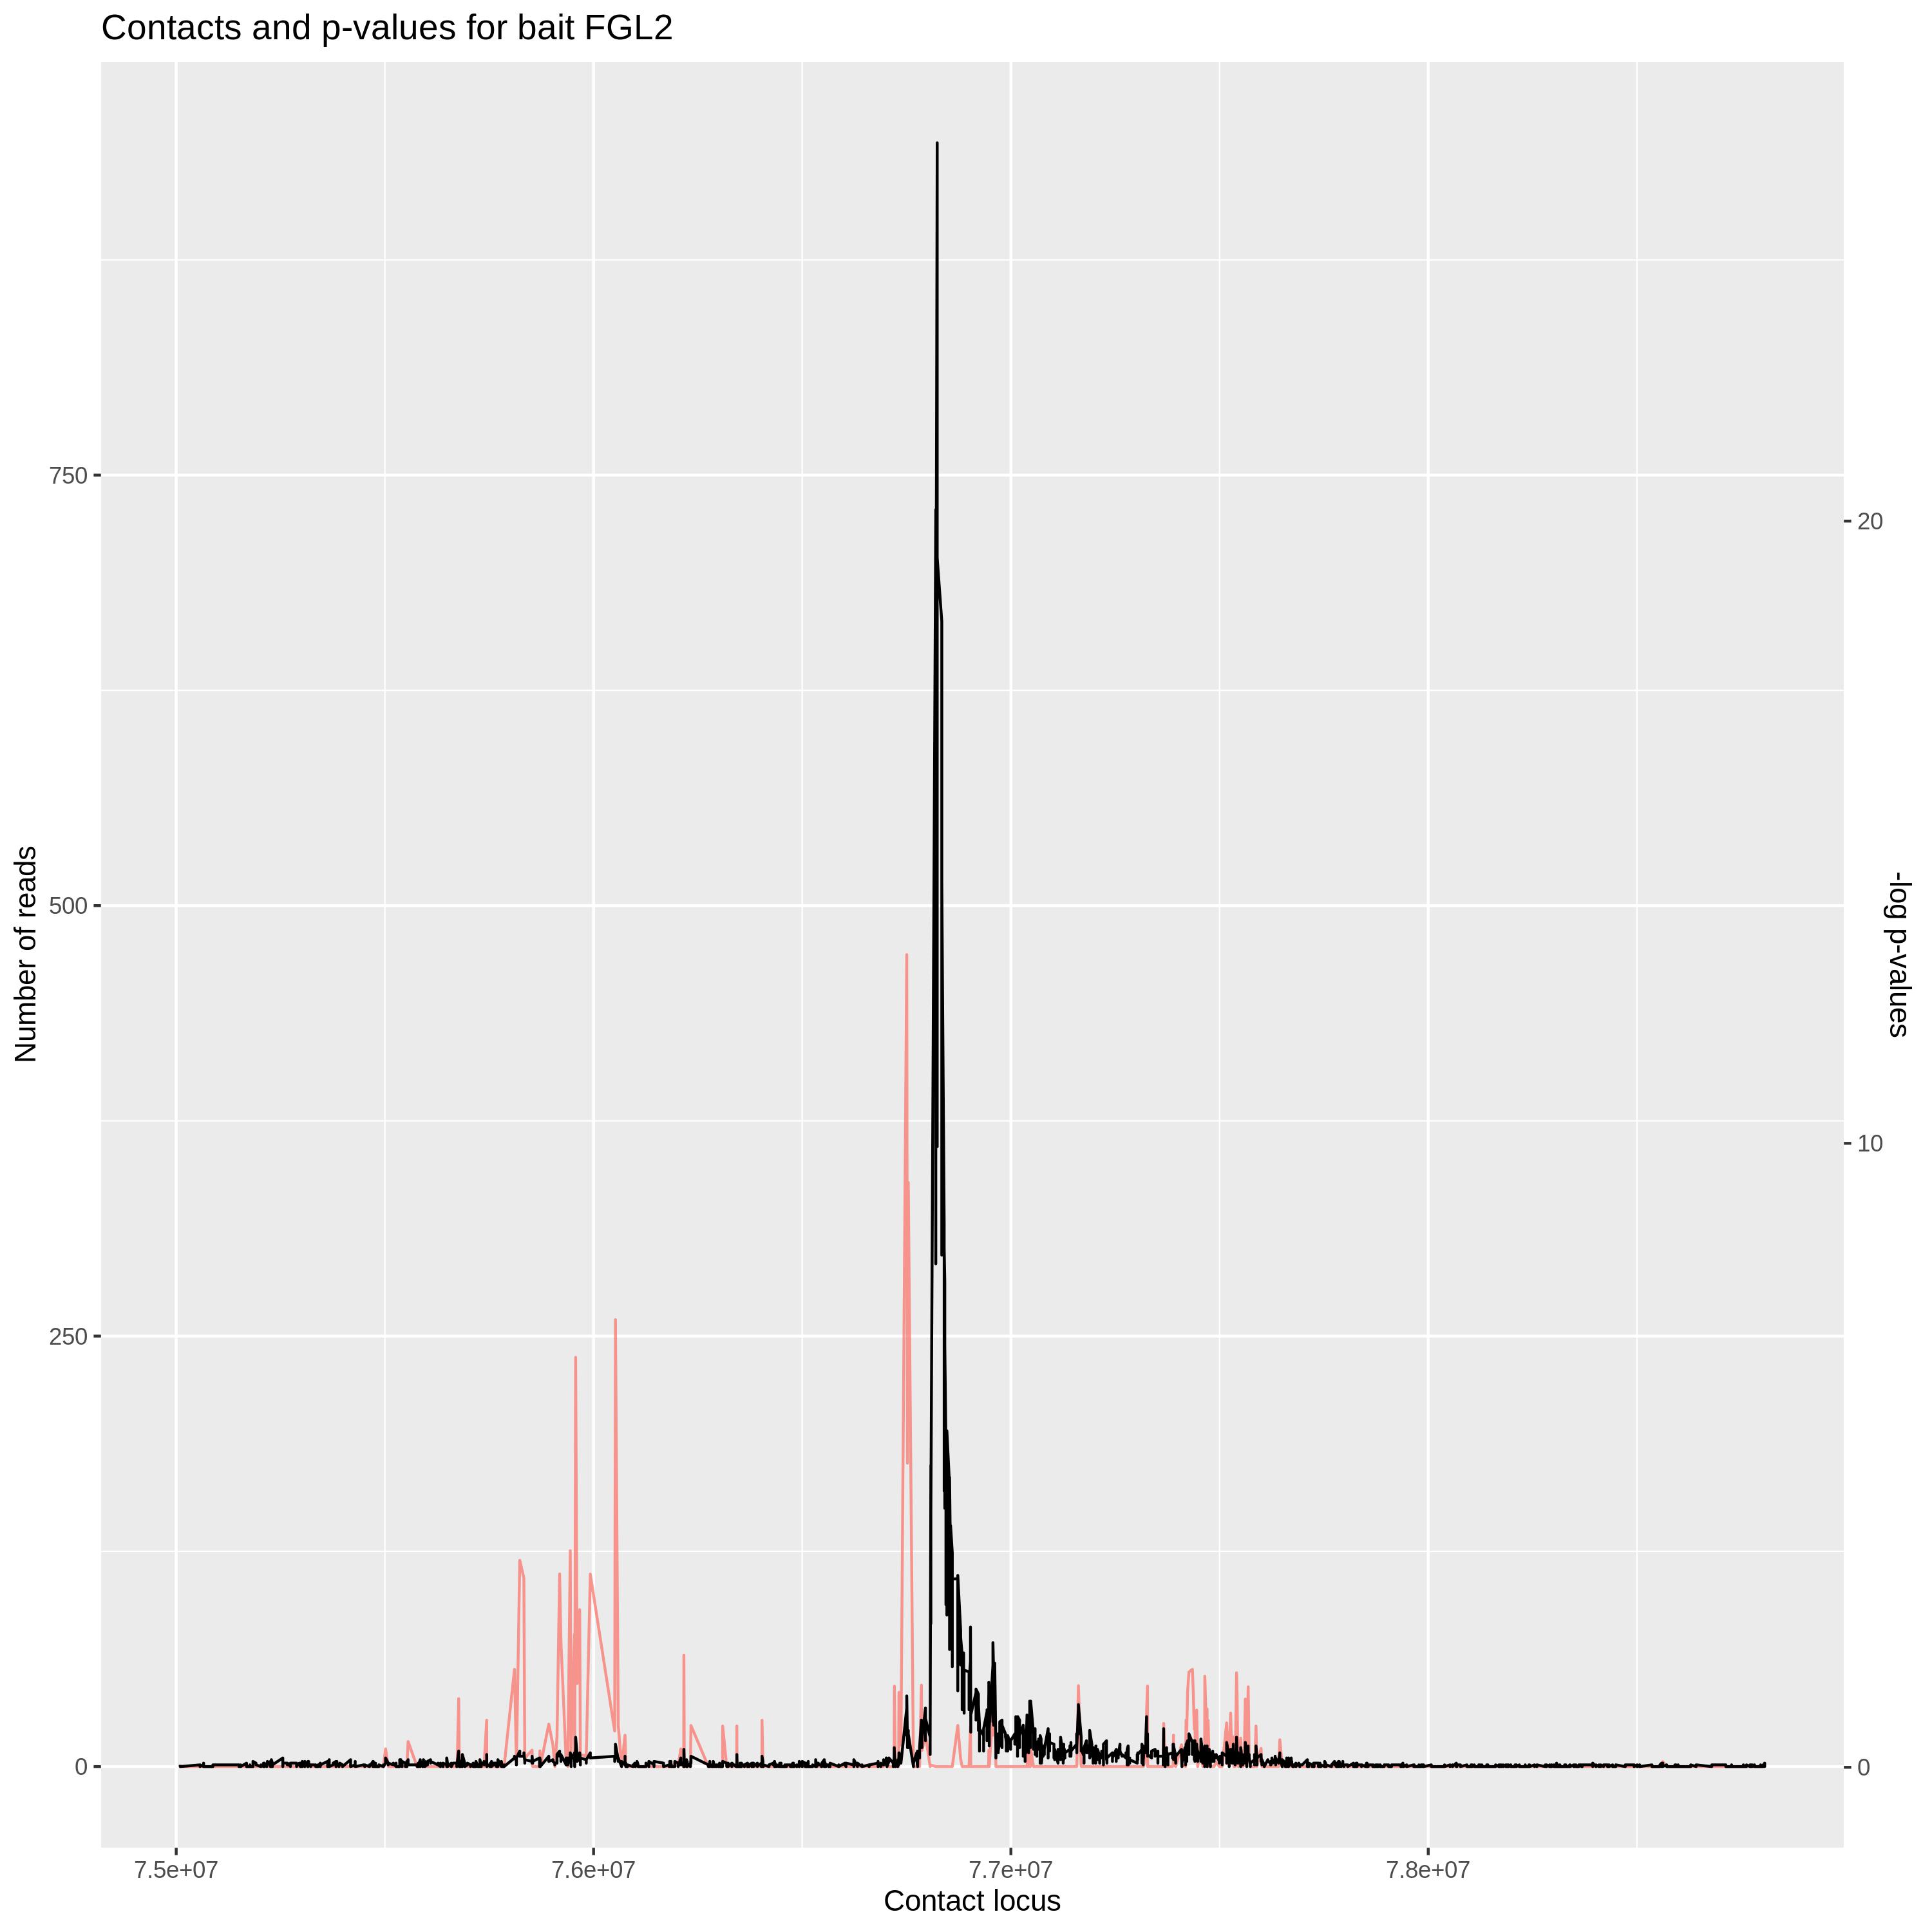 Contacts and p-values for bait FGL2
Number of reads
750
500
250
0
20
10
0
-log p-values
7.5e+07
7.6e+07
7.7e+07
7.8e+07
Contact locus